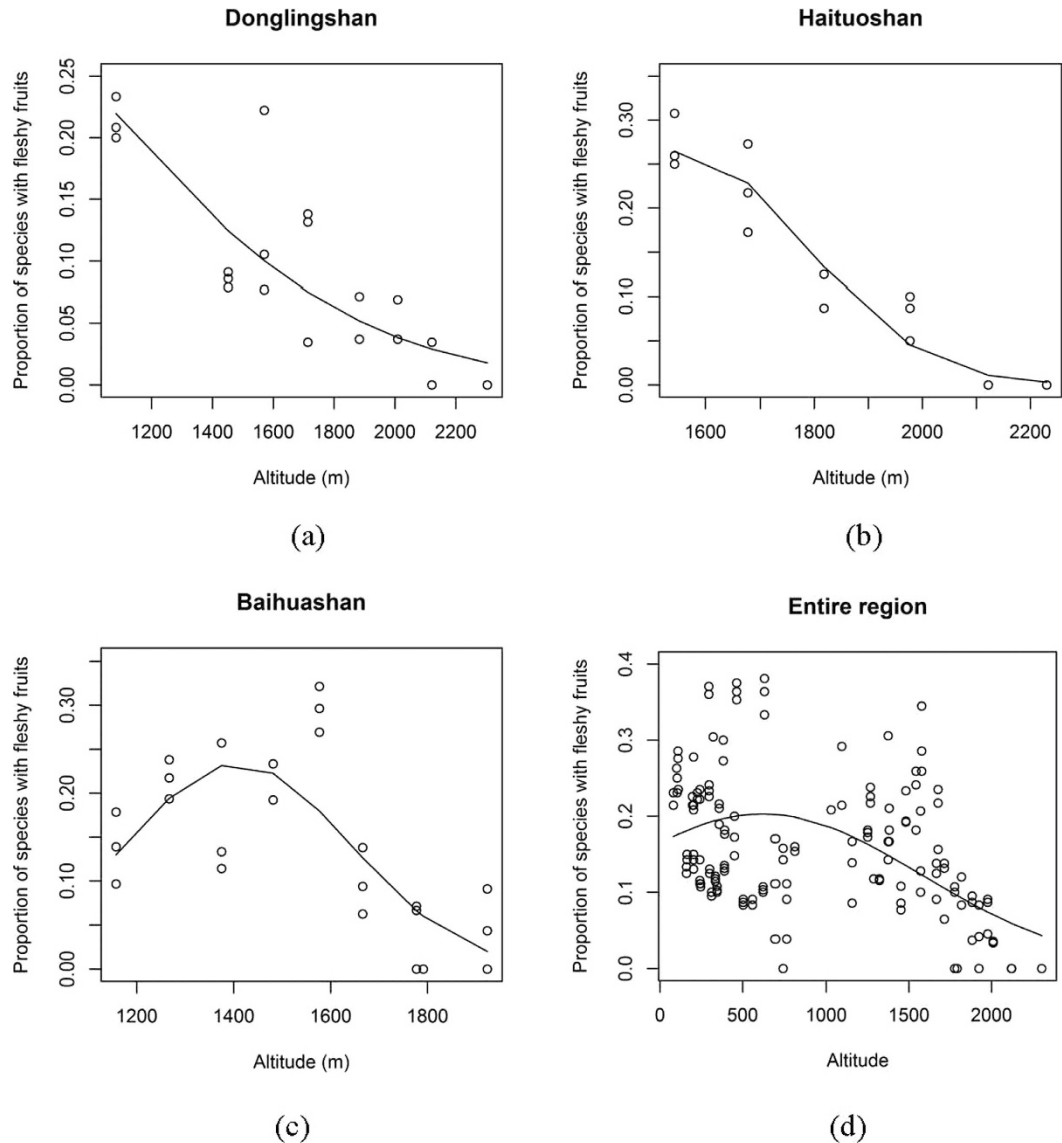 Donglingshan
Proportion of species with fleshy fruits
0.25
0.20
0.15
0.10
0.05
0.00
1200 1400 1600 1800 2000 2200
Altitude (m)
(a)
Haituoshan
Proportion of species with fleshy fruits
0.30
0.20
0.10
0.00
1600 1800 2000 2200
Altitude (m)
(b)
Baihuashan
Proportion of species with fleshy fruits
0.30
0.20
0.10
0.00
1200 1400 1600 1800
Altitude (m)
(c)
Entire region
Proportion of species with fleshy fruits
0.4
0.3
0.2
0.1
0.0
0 500 1000 1500 2000
Altitude
(d)